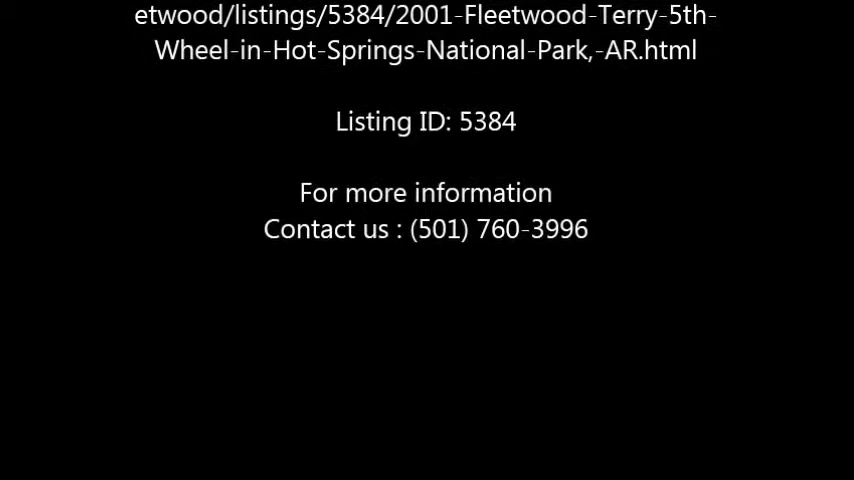 etwood/listings/5384/2001-Fleetwood-Terry-5th-
Wheel-in-Hot-Springs-National-Park,-AR.html
Listing ID: 5384
For more information
Contact us : (501) 760-3996